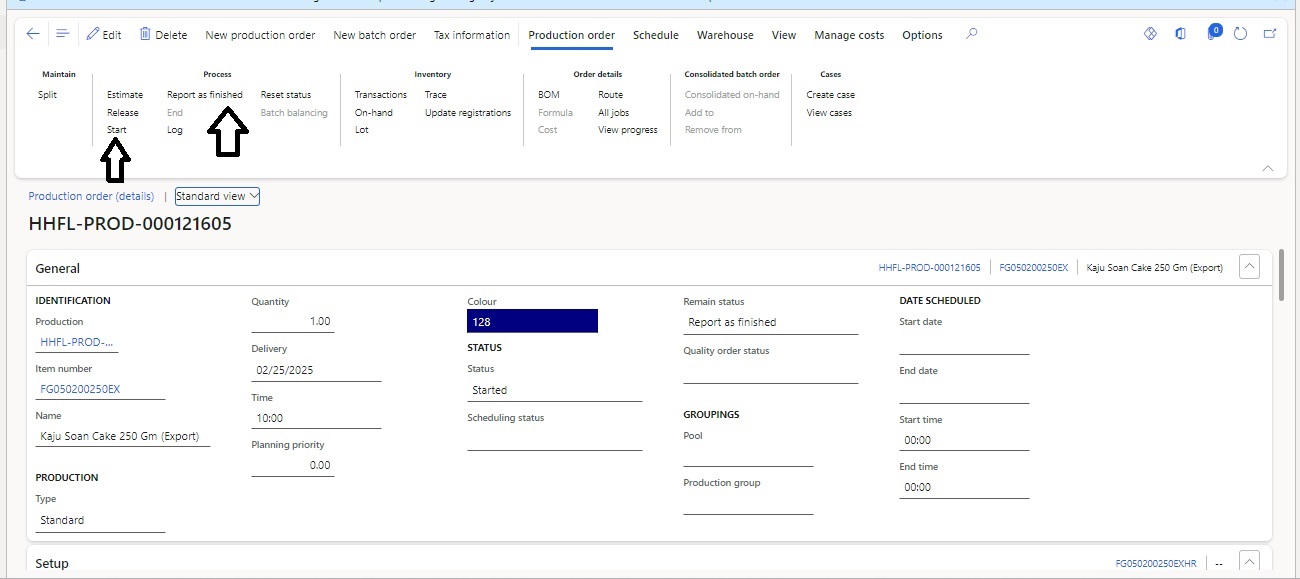 Edit Delete New production order New batch order Tax information Production order Schedule Warehouse View Manage costs Options 0
Maintain Process Inventory Order details Consolidated batch order Cases
Split Estimate Report as finished Reset status Transactions Trace BOM Route Consolidated on-hand Create case
Release End Batch balancing On-hand Update registrations Formula All jobs Add to View cases
Start Log Lot Cost View progress Remove from
Production order (details) | Standard view
HHFL-PROD-000121605
General HHFL-PROD-000121605 FG050200250EX Kaju Soan Cake 250 Gm (Export)
IDENTIFICATION
Production
HHFL-PROD-...
Item number
FG050200250EX
Name
Kaju Soan Cake 250 Gm (Export)
PRODUCTION
Type
Standard
Quantity
1.00
Delivery
02/25/2025
Time
10:00
Planning priority
0.00
Colour
128
STATUS
Status
Started
Scheduling status
Remain status
Report as finished
Quality order status
GROUPINGS
Pool
Production group
DATE SCHEDULED
Start date
End date
Start time
00:00
End time
00:00
Setup FG050200250EXHR --